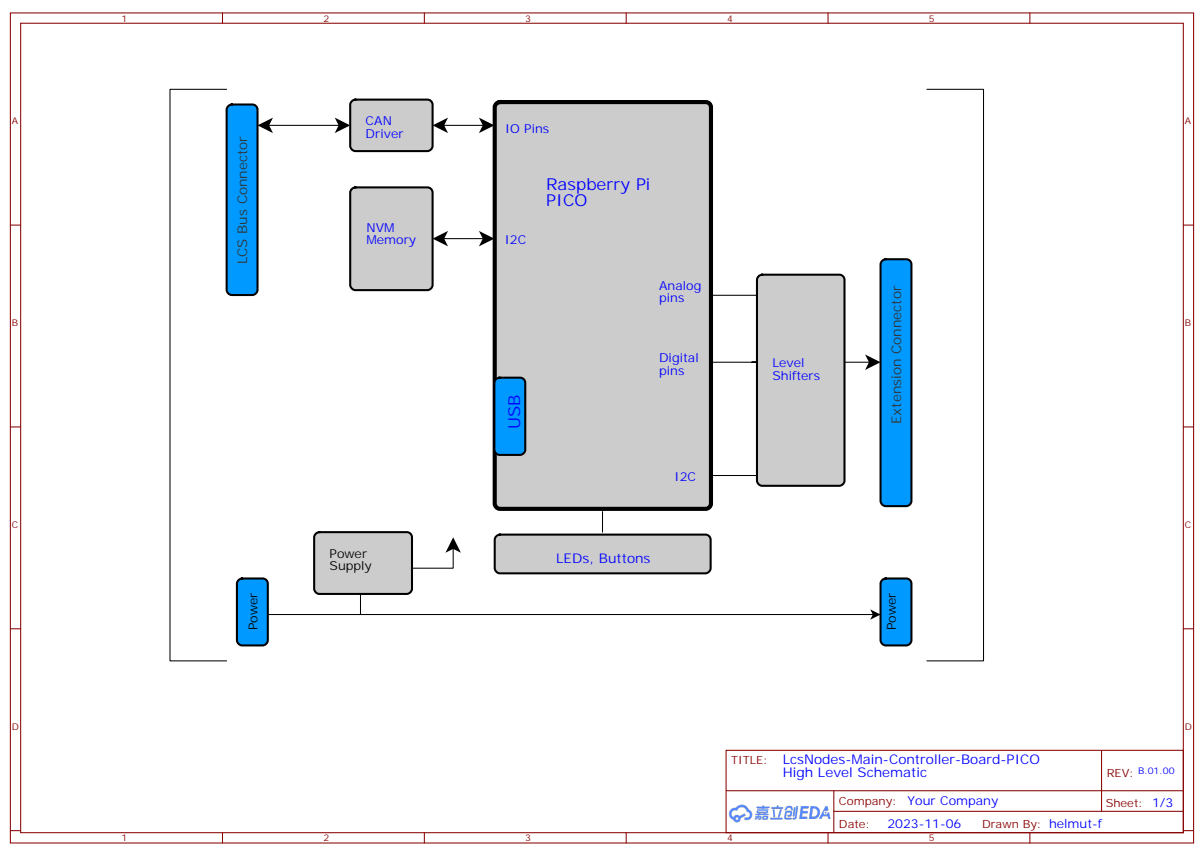 1 2 3 4 5
A
A
CAN
Driver
IO Pins
LCS Bus Connector
Raspberry Pi
PICO
NVM
Memory
I2C
Analog
pins
Extension Connector
B
B
Digital
pins
Level
Shifters
USB
I2C
C
C
Power
Supply
LEDs, Buttons
Power
Power
D
D
TITLE: LcsNodes-Main-Controller-Board-PICO
High Level Schematic
REV: B.01.00
嘉立创EDA
Company: Your Company
Sheet: 1/3
Date: 2023-11-06 Drawn By: helmut-f
1 2 3 4 5